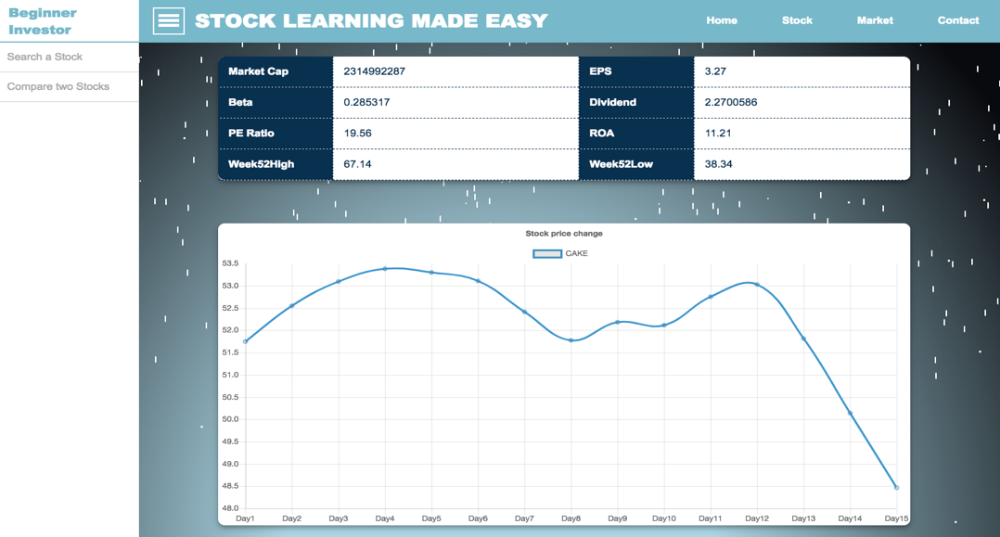 Beginner
Investor
Search a Stock
Compare two Stocks
STOCK LEARNING MADE EASY
Home Stock Market Contact
Market Cap 2314992287 EPS 3.27
Beta 0.285317 Dividend 2.2700586
PE Ratio 19.56 ROA 11.21
Week52High 67.14 Week52Low 38.34
Stock price change
CAKE
53.5
53.0
52.5
52.0
51.5
51.0
50.5
50.0
49.5
49.0
48.5
48.0
Day1 Day2 Day3 Day4 Day5 Day6 Day7 Day8 Day9 Day10 Day11 Day12 Day13 Day14 Day15